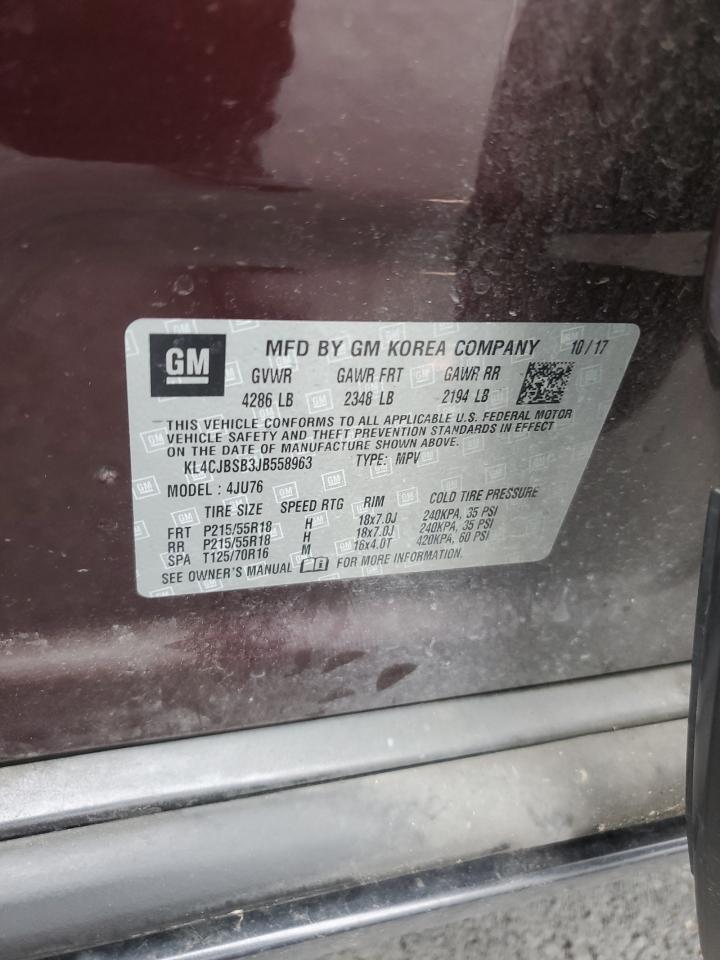 GM MFD BY GM KOREA COMPANY 10/17
GVWR GAWR FRT GAWR RR
4286 LB 2348 LB 2194 LB
THIS VEHICLE CONFORMS TO ALL APPLICABLE U.S. FEDERAL MOTOR
VEHICLE SAFETY AND THEFT PREVENTION STANDARDS IN EFFECT
ON THE DATE OF MANUFACTURE SHOWN ABOVE.
KL4CJBSB3JB558963 TYPE: MPV
MODEL : 4JU76
TIRE SIZE SPEED RTG RIM COLD TIRE PRESSURE
FRT P215/55R18 H 18x7.0J 240KPA, 35 PSI
RR P215/55R18 H 18x7.0J 240KPA, 35 PSI
SPA T125/70R16 M 16x4.0T 420KPA, 60 PSI
SEE OWNER'S MANUAL FOR MORE INFORMATION.